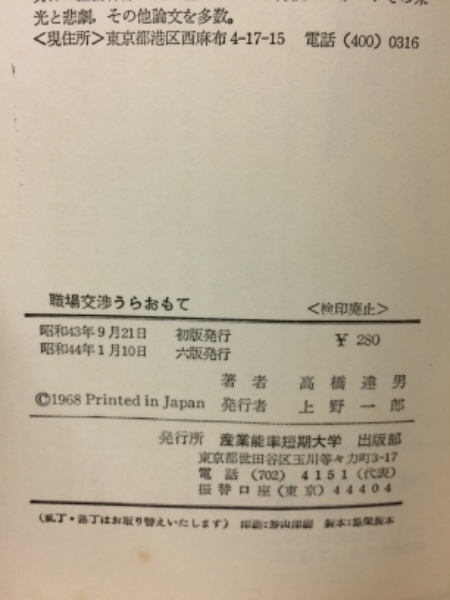 光と悲劇，その他論文を多数。
<現住所>東京都港区西麻布 4-17-15　電話 (400) 0316
職場交渉うらおもて　<検印廃止>
昭和43年9月21日　初版発行　¥ 280
昭和44年1月10日　六版発行
著者　高橋達男
©1968 Printed in Japan　発行者　上野一郎
発行所　産業能率短期大学　出版部
東京都世田谷区玉川等々力町3-17
電話 (702) 4151 (代表)
振替口座 (東京) 44404
(乱丁・落丁はお取り替えいたします)　印刷：　製本：